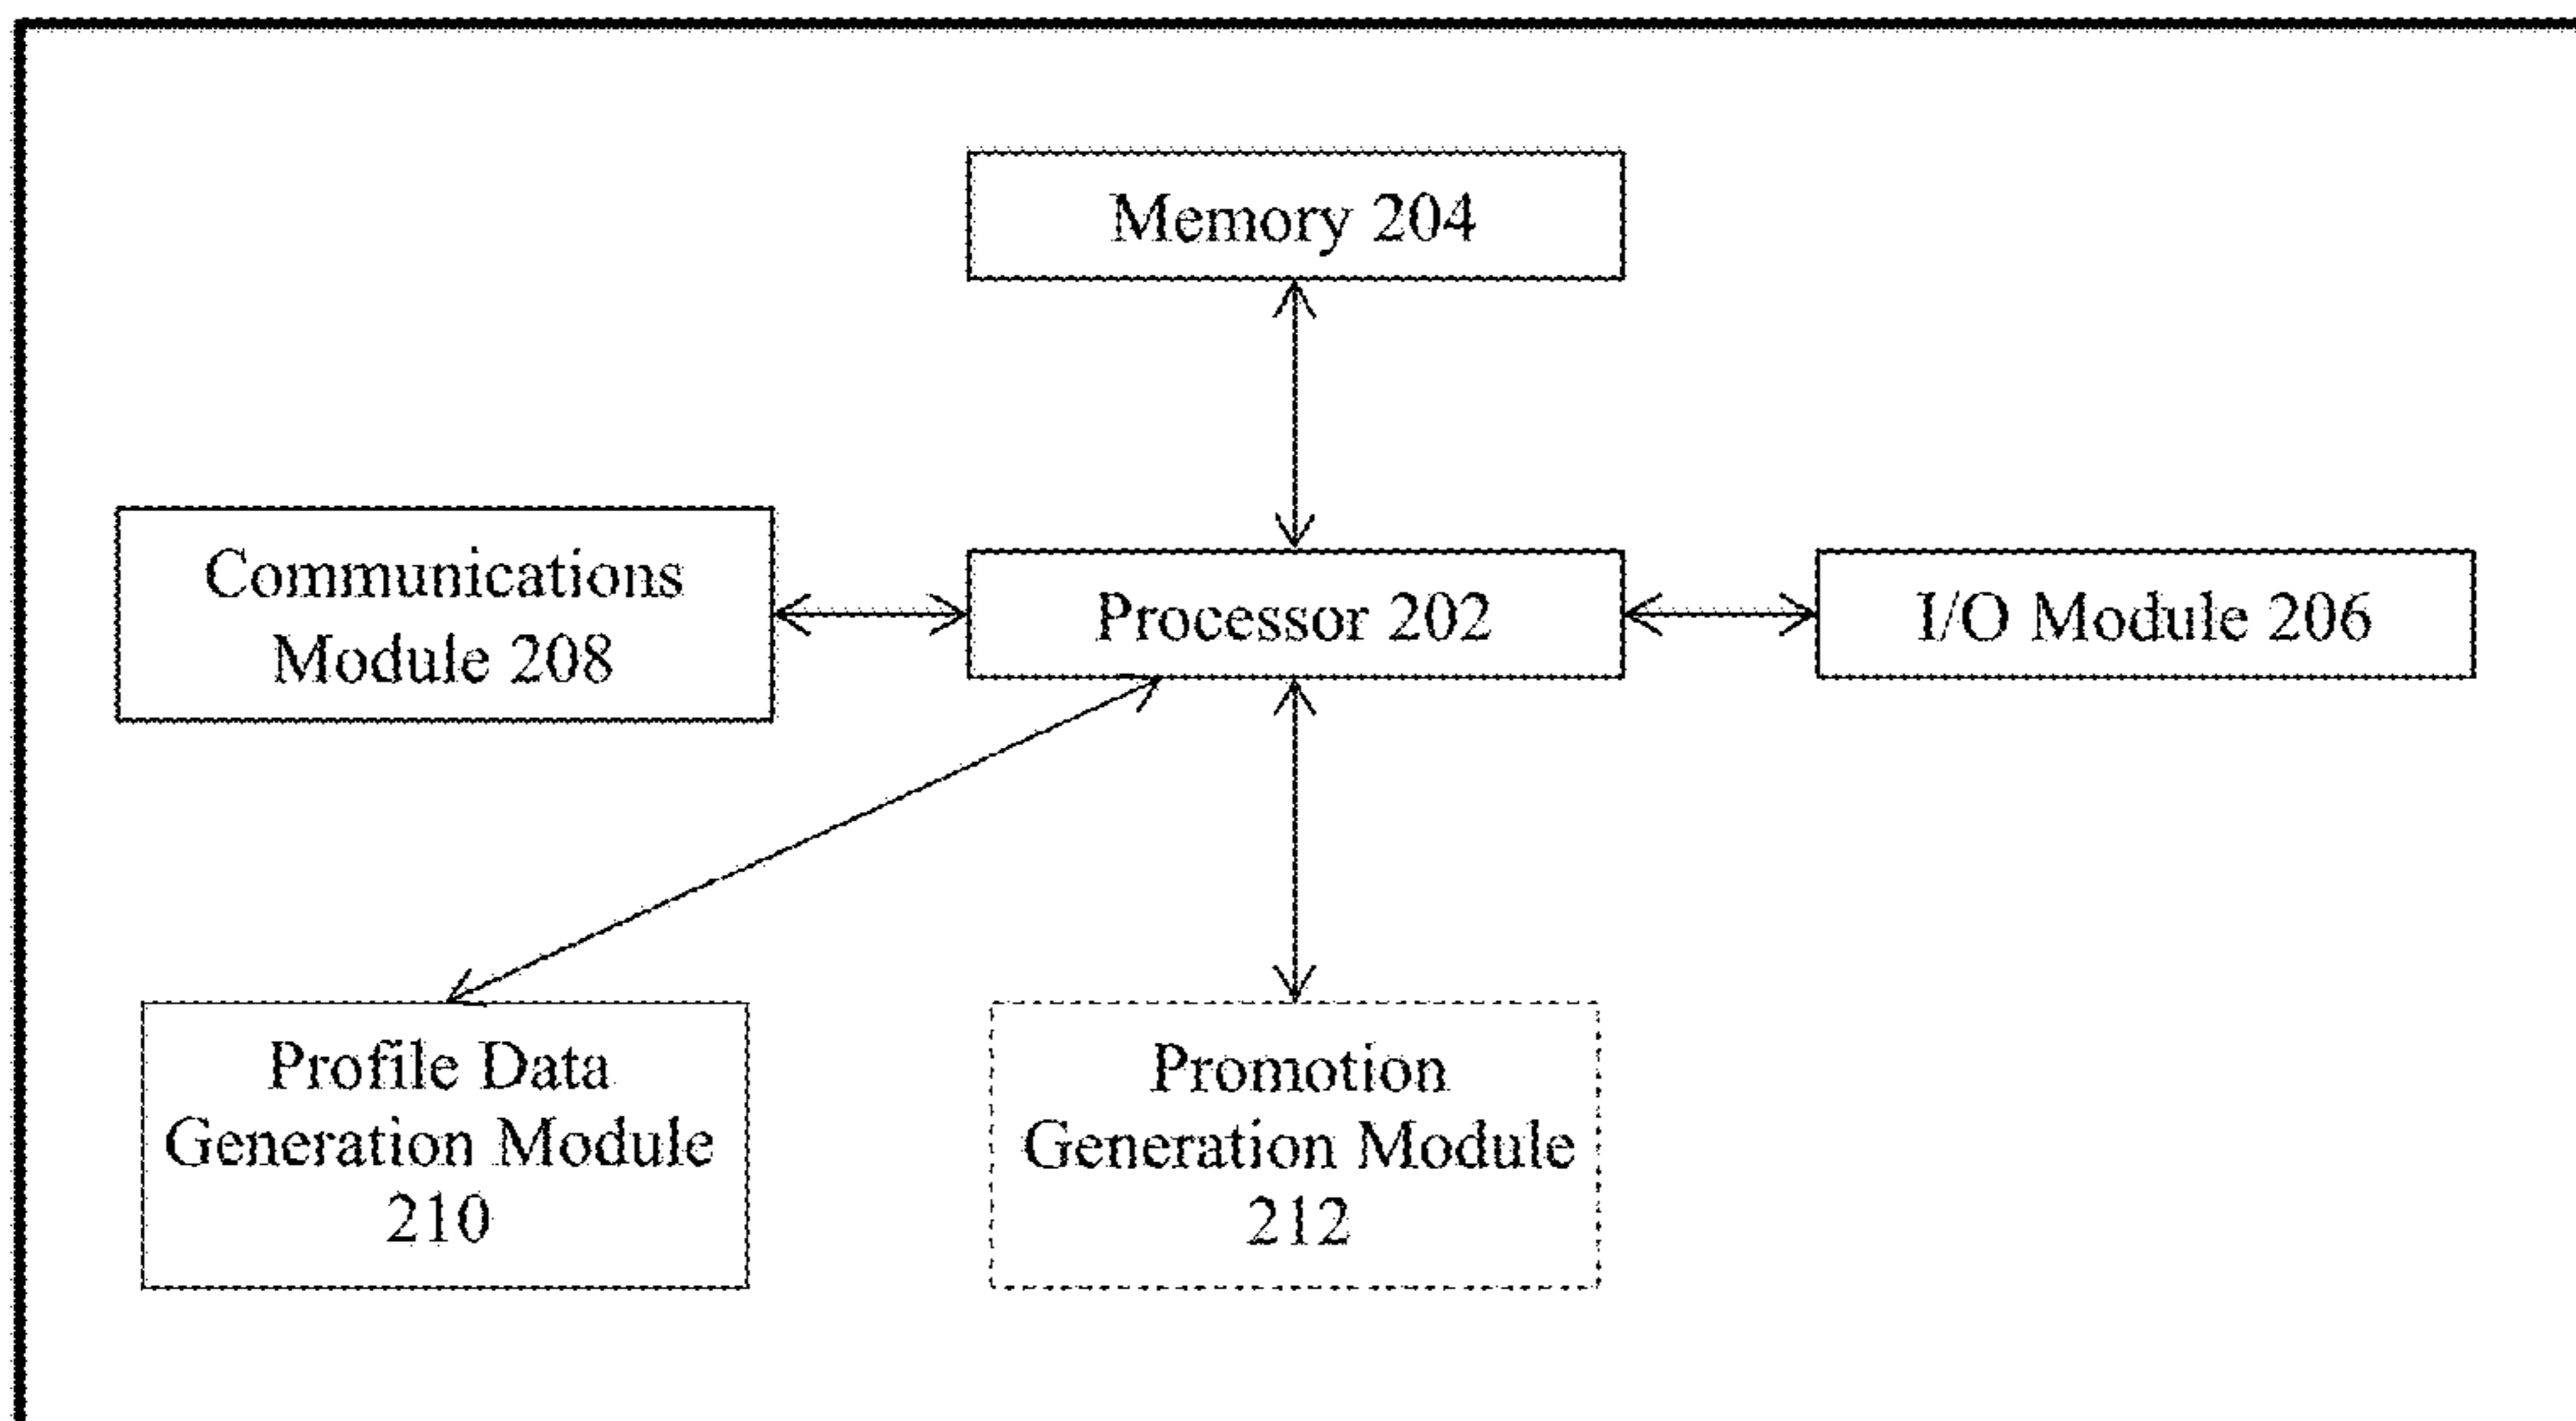 Memory 204
Communications
Module 208
Processor 202
I/O Module 206
Profile Data
Generation Module
210
Promotion
Generation Module
212